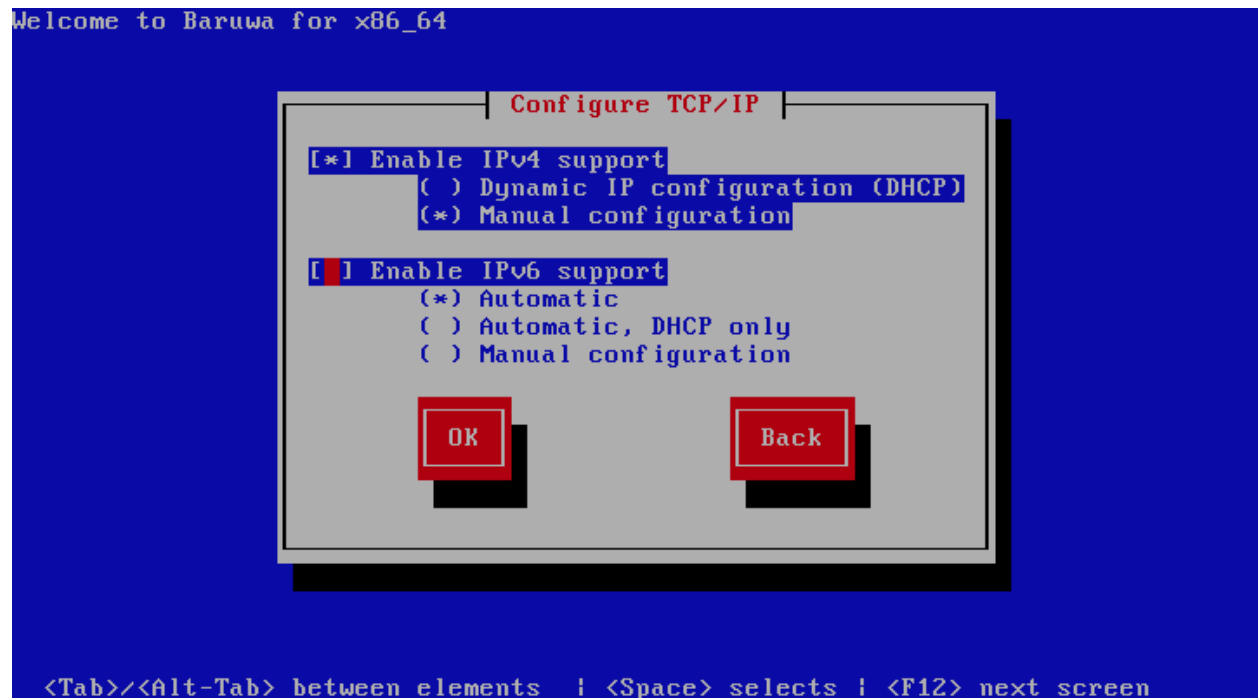 Welcome to Baruwa for x86_64
Configure TCP/IP
[*] Enable IPv4 support
( ) Dynamic IP configuration (DHCP)
(*) Manual configuration
[ ] Enable IPv6 support
(*) Automatic
( ) Automatic, DHCP only
( ) Manual configuration
OK Back
<Tab>/<Alt-Tab> between elements | <Space> selects | <F12> next screen